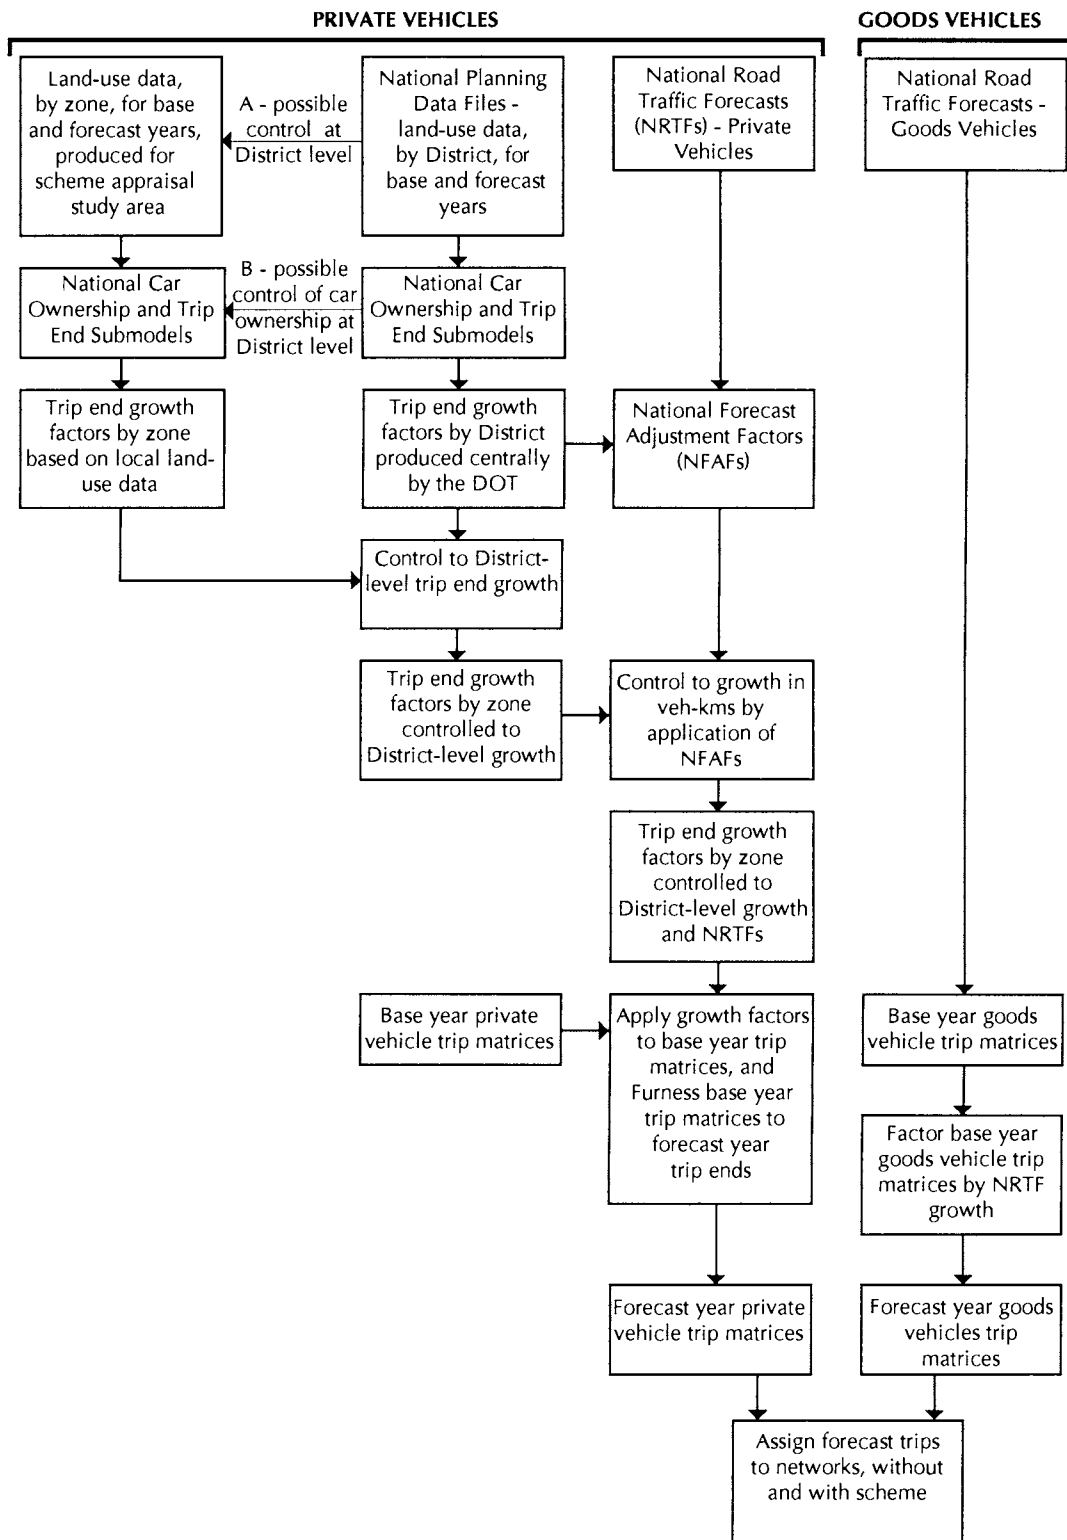 PRIVATE VEHICLES
GOODS VEHICLES
Land-use data,
by zone, for base
and forecast years,
produced for
scheme appraisal
study area
A - possible
control at
District level
National Planning
Data Files -
land-use data,
by District, for
base and forecast
years
National Road
Traffic Forecasts
(NRTFs) - Private
Vehicles
National Road
Traffic Forecasts -
Goods Vehicles
National Car
Ownership and Trip
End Submodels
B - possible
control of car
ownership at
District level
National Car
Ownership and Trip
End Submodels
Trip end growth
factors by zone
based on local land-
use data
Trip end growth
factors by District
produced centrally
by the DOT
National Forecast
Adjustment Factors
(NFAFs)
Control to District-
level trip end growth
Trip end growth
factors by zone
controlled to
District-level growth
Control to growth in
veh-kms by
application of
NFAFs
Trip end growth
factors by zone
controlled to
District-level growth
and NRTFs
Base year private
vehicle trip matrices
Apply growth factors
to base year trip
matrices, and
Furness base year
trip matrices to
forecast year
trip ends
Base year goods
vehicle trip matrices
Factor base year
goods vehicle trip
matrices by NRTF
growth
Forecast year private
vehicle trip matrices
Forecast year goods
vehicles trip
matrices
Assign forecast trips
to networks, without
and with scheme